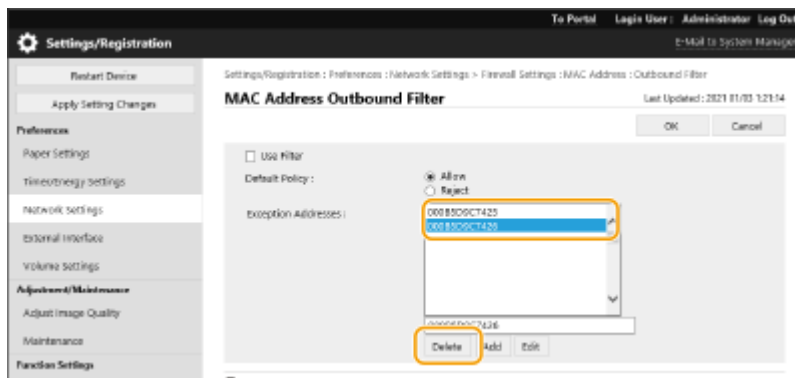 To Portal Login User: Administrator Log Out
Settings/Registration
E-Mail to System Manager
Restart Device
Apply Setting Changes
Preferences
Paper Settings
Timer/Energy Settings
Network Settings
External Interface
Volume Settings
Adjustment/Maintenance
Adjust Image Quality
Maintenance
Function Settings
Settings/Registration : Preferences : Network Settings > Firewall Settings : MAC Address : Outbound Filter
MAC Address Outbound Filter
Last Updated : 2021 01/03 1:21:14
OK Cancel
Use Filter
Default Policy :
Allow
Reject
Exception Addresses :
Delete Add Edit